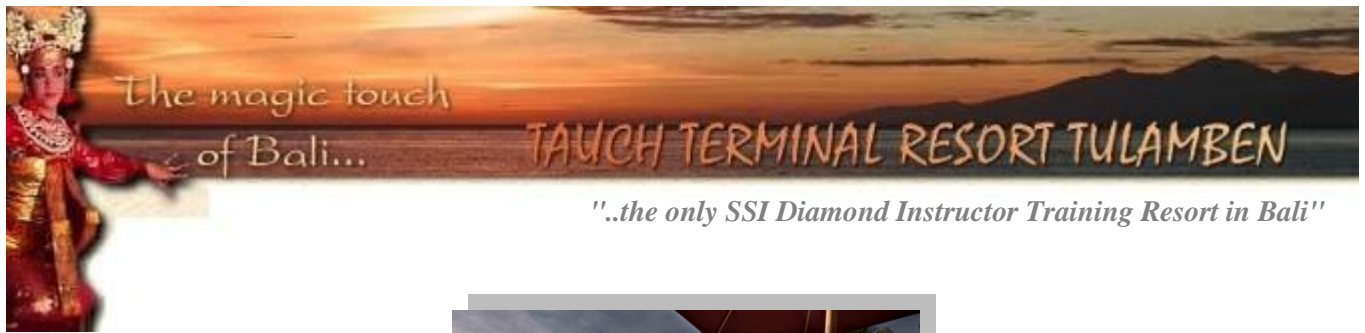 The magic touch
of Bali...
TAUCH TERMINAL RESORT TULAMBEN
"..the only SSI Diamond Instructor Training Resort in Bali"